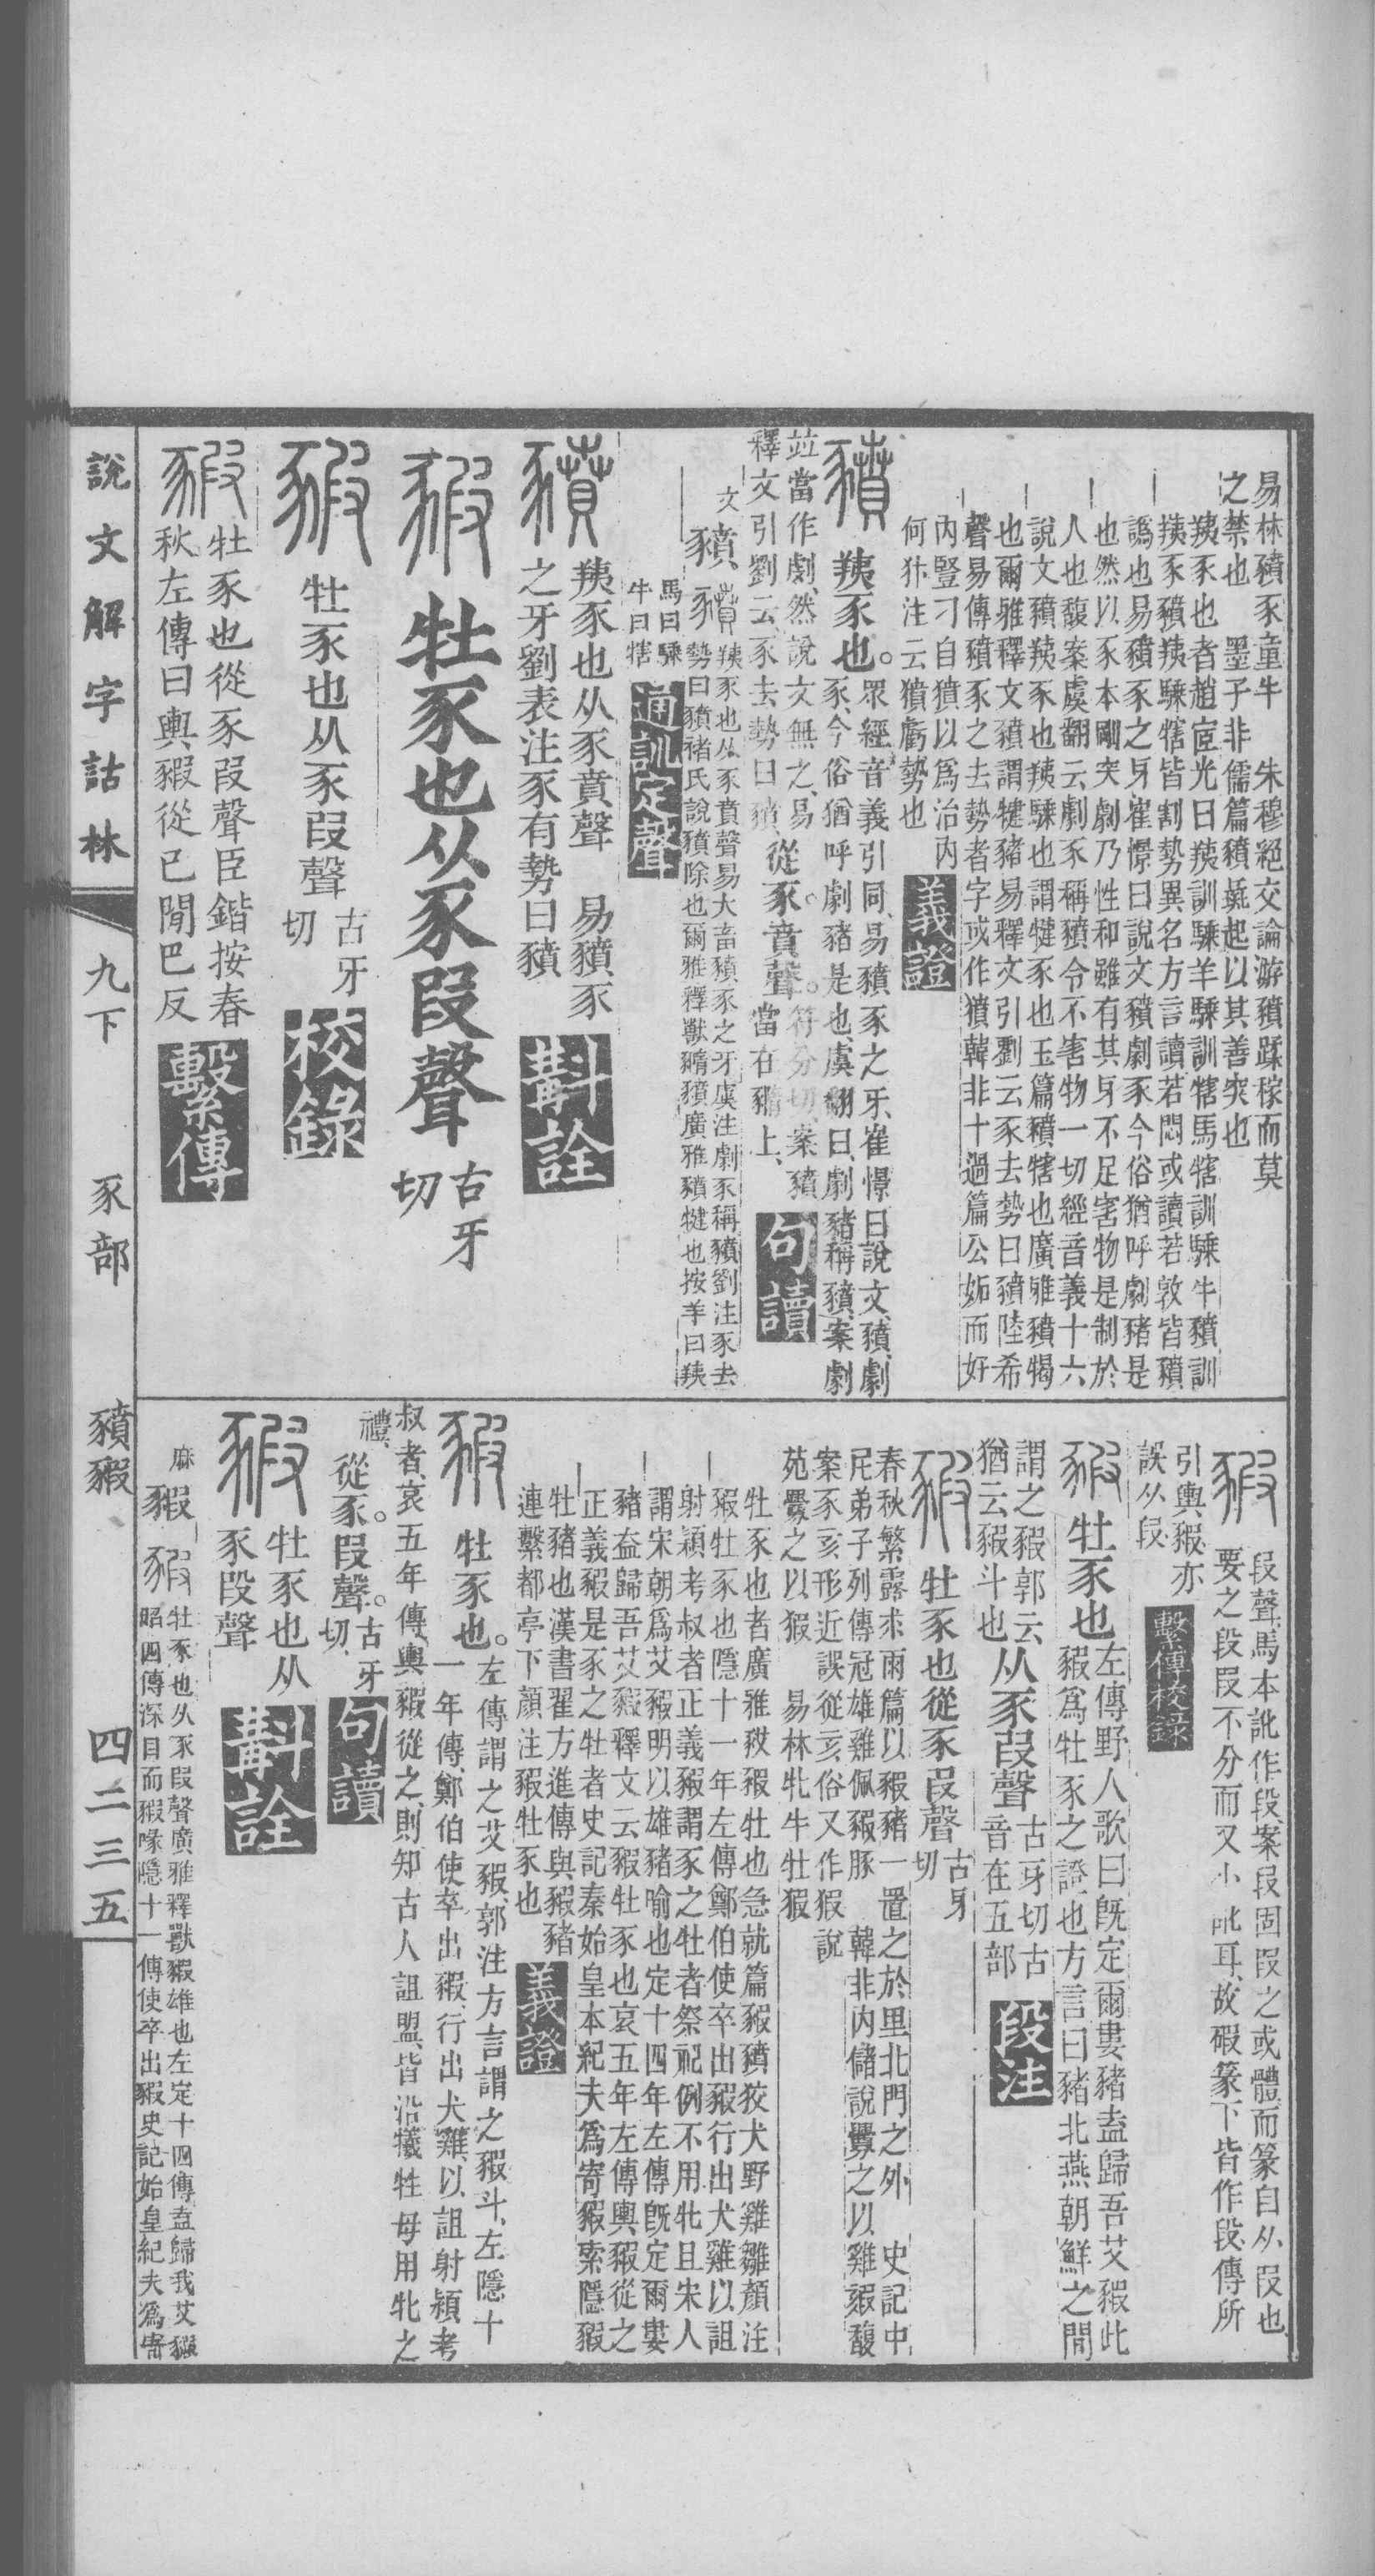 易林豶豕童牛　朱穆絕交論游豶蹂稼而莫
之禁也　墨子非儒篇豶彘起以其善突也
羠豕也者趙宧光曰羠訓騬羊騬訓犗馬犗訓騬牛豶訓
羠豕豶羠騬犗皆割勢異名方言讀若悶或讀若敦皆豶
譌也易豶豕之牙崔憬曰說文豶劇豕今俗猶呼劇豬是
也然以豕本剛突劇乃性和雖有其牙不足害物是制於
人也馥案虞翻云劇豕稱豶令不害物一切經音義十六
說文豶羠豕也羠騬也謂犍豕也玉篇豶犗也廣雅豶犗
也爾雅釋文豶謂犍豬易釋文引劉云豕去勢曰豶陸希
聲易傳豶豕之去勢者字或作獖韓非十過篇公妬而好
內豎刁自獖以爲治內
何犿注云獖虧勢也
義證
羠豕也。
眾經音義引同易豶豕之牙崔憬曰說文豶劇
豕今俗猶呼劇豬是也虞翻曰劇豬稱豶案劇
竝當作劇然說文無之易
釋文引劉云豕去勢曰豶
從豕。賁聲。
符分切案豶
當在豬上
句讀
文
豶
羠豕也从豕賁聲易大畜豶豕之牙虞注劇豕稱豶劉注豕去
勢曰豶褚氏說豶除也爾雅釋獸豬豶廣雅豶犍也按羊曰羠
馬曰騬
牛曰犗
通訓定聲
羠豕也从豕賁聲　易豶豕
之牙劉表注豕有勢曰豶
斠詮
牡豕也从豕叚聲
古牙
切
牡豕也从豕叚聲
古牙
切
校錄
牡豕也從豕叚聲臣鍇按春
秋左傳曰輿豭從已閒巴反
繫傳
段聲馬本訛作段案段固叚之或體而篆自从叚也
要之段叚不分而又小訛耳故碬篆下皆作段傳所
引輿豭亦
誤从段
繫傳校錄
牡豕也
左傳野人歌曰旣定爾婁豬盍歸吾艾豭此
豭爲牡豕之證也方言曰豬北燕朝鮮之閒
謂之豭郭云
猶云豭斗也
从豕叚聲
古牙切古
音在五部
段注
牡豕也從豕叚聲
古牙
切
春秋繁露求雨篇以豭豬一置之於里北門之外　史記中
尼弟子列傳冠雄雞佩豭豚　韓非內儲說釁之以雞豭馥
案豕亥形近誤從亥俗又作猳說
苑釁之以猳　易林牝牛牡猳
牡豕也者廣雅䝅豭牡也急就篇豭豶狡犬野雞雛顏注
豭牡豕也隱十一年左傳鄭伯使卒出豭行出犬雞以詛
射潁考叔者正義豭謂豕之牡者祭祀例不用牝且宋人
謂宋朝爲艾豭明以雄豬喻也定十四年左傳旣定爾婁
豬盍歸吾艾豭釋文云豭牡豕也哀五年左傳輿豭從之
正義豭是豕之牡者史記秦始皇本紀夫爲寄豭索隱豭
牡豬也漢書翟方進傳與豭豬
連繫都亭下顏注豭牡豕也
義證
牡豕也。
左傳謂之艾豭郭注方言謂之豭斗左隱十
一年傳鄭伯使卒出豭行出犬雞以詛射潁考
叔者哀五年傳輿豭從之則知古人詛盟皆沿犧牲毋用牝之
禮
從豕。叚聲。
古牙
切
句讀
牡豕也从
豕段聲
斠詮
麻
豭
牡豕也从豕叚聲廣雅釋獸豭雄也左定十四傳盍歸我艾豭
昭四傳深目而豭喙隱十一傳使卒出豭史記始皇紀夫爲寄
說文解字詁林
九下
豕部
豶豭
四二三五